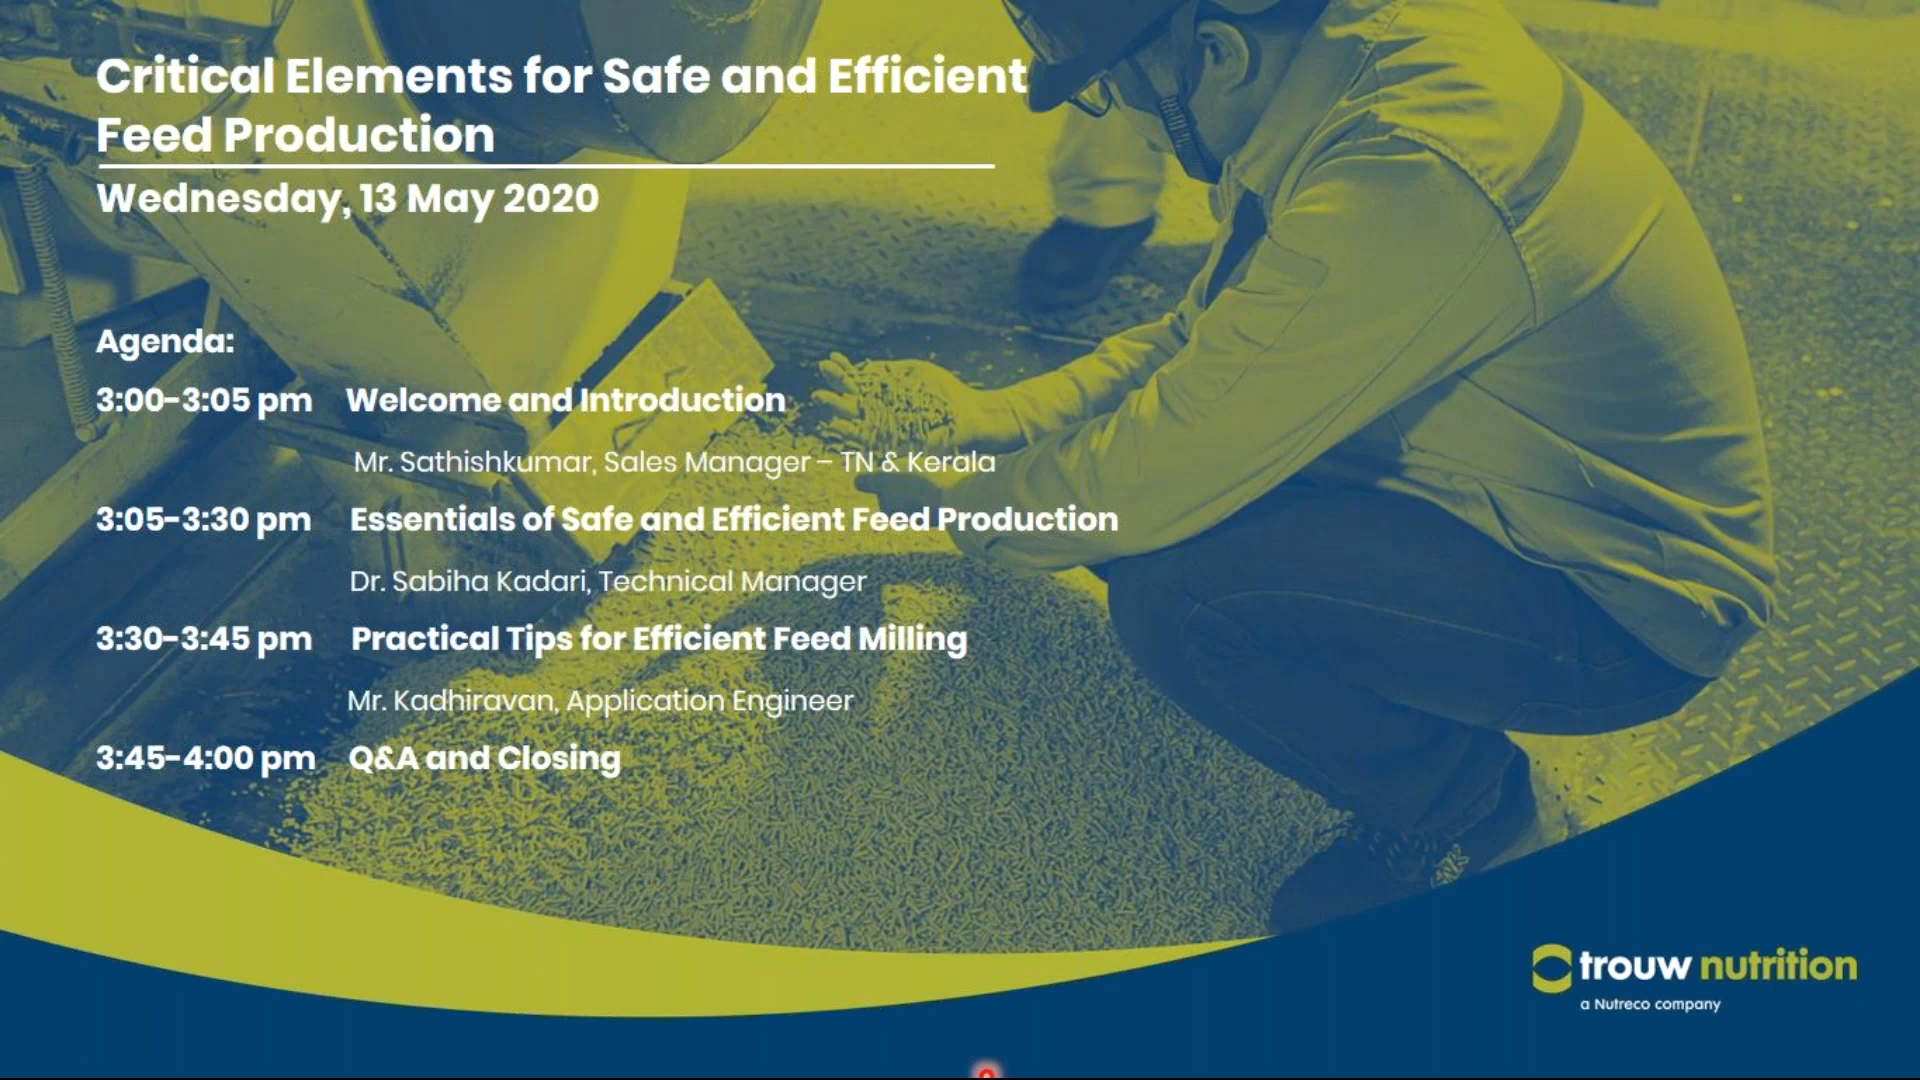 Critical Elements for Safe and Efficient
Feed Production
Wednesday, 13 May 2020
Agenda:
3:00-3:05 pm Welcome and Introduction
Mr. Sathishkumar, Sales Manager – TN & Kerala
3:05-3:30 pm Essentials of Safe and Efficient Feed Production
Dr. Sabiha Kadari, Technical Manager
3:30-3:45 pm Practical Tips for Efficient Feed Milling
Mr. Kadhiravan, Application Engineer
3:45-4:00 pm Q&A and Closing
trouw nutrition
a Nutreco company